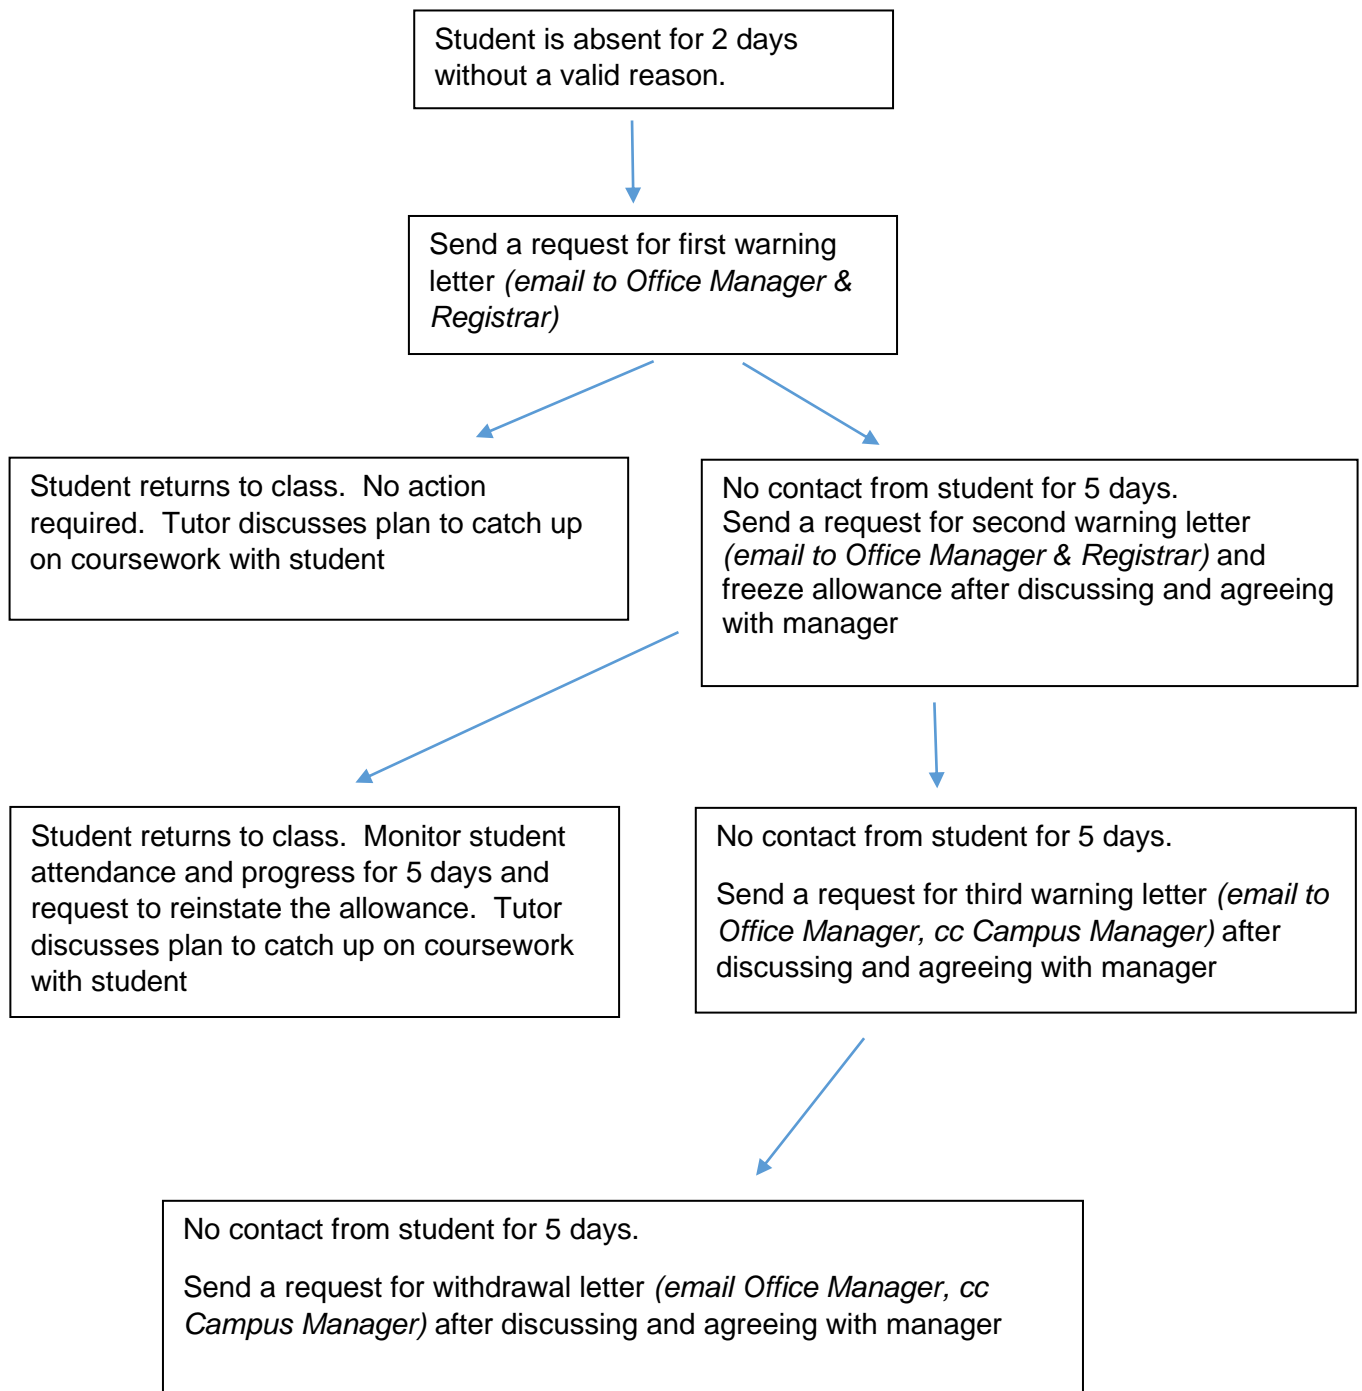 Student is absent for 2 days
without a valid reason.
Send a request for first warning
letter (email to Office Manager &
Registrar)
Student returns to class.  No action
required.  Tutor discusses plan to catch up
on coursework with student
No contact from student for 5 days.
Send a request for second warning letter
(email to Office Manager & Registrar) and
freeze allowance after discussing and agreeing
with manager
Student returns to class.  Monitor student
attendance and progress for 5 days and
request to reinstate the allowance.  Tutor
discusses plan to catch up on coursework
with student
No contact from student for 5 days.
Send a request for third warning letter (email to
Office Manager, cc Campus Manager) after
discussing and agreeing with manager
No contact from student for 5 days.
Send a request for withdrawal letter (email Office Manager, cc
Campus Manager) after discussing and agreeing with manager